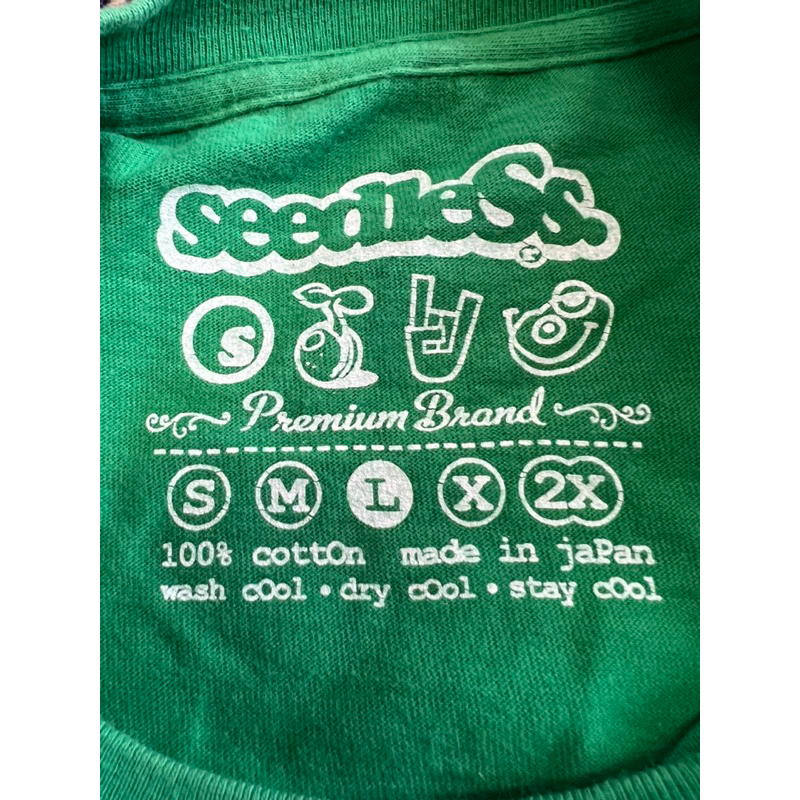 seedleSs
s
Premium Brand
S M L X 2X
100% cottOn made in jaPan
wash cOol • dry cOol • stay cOol